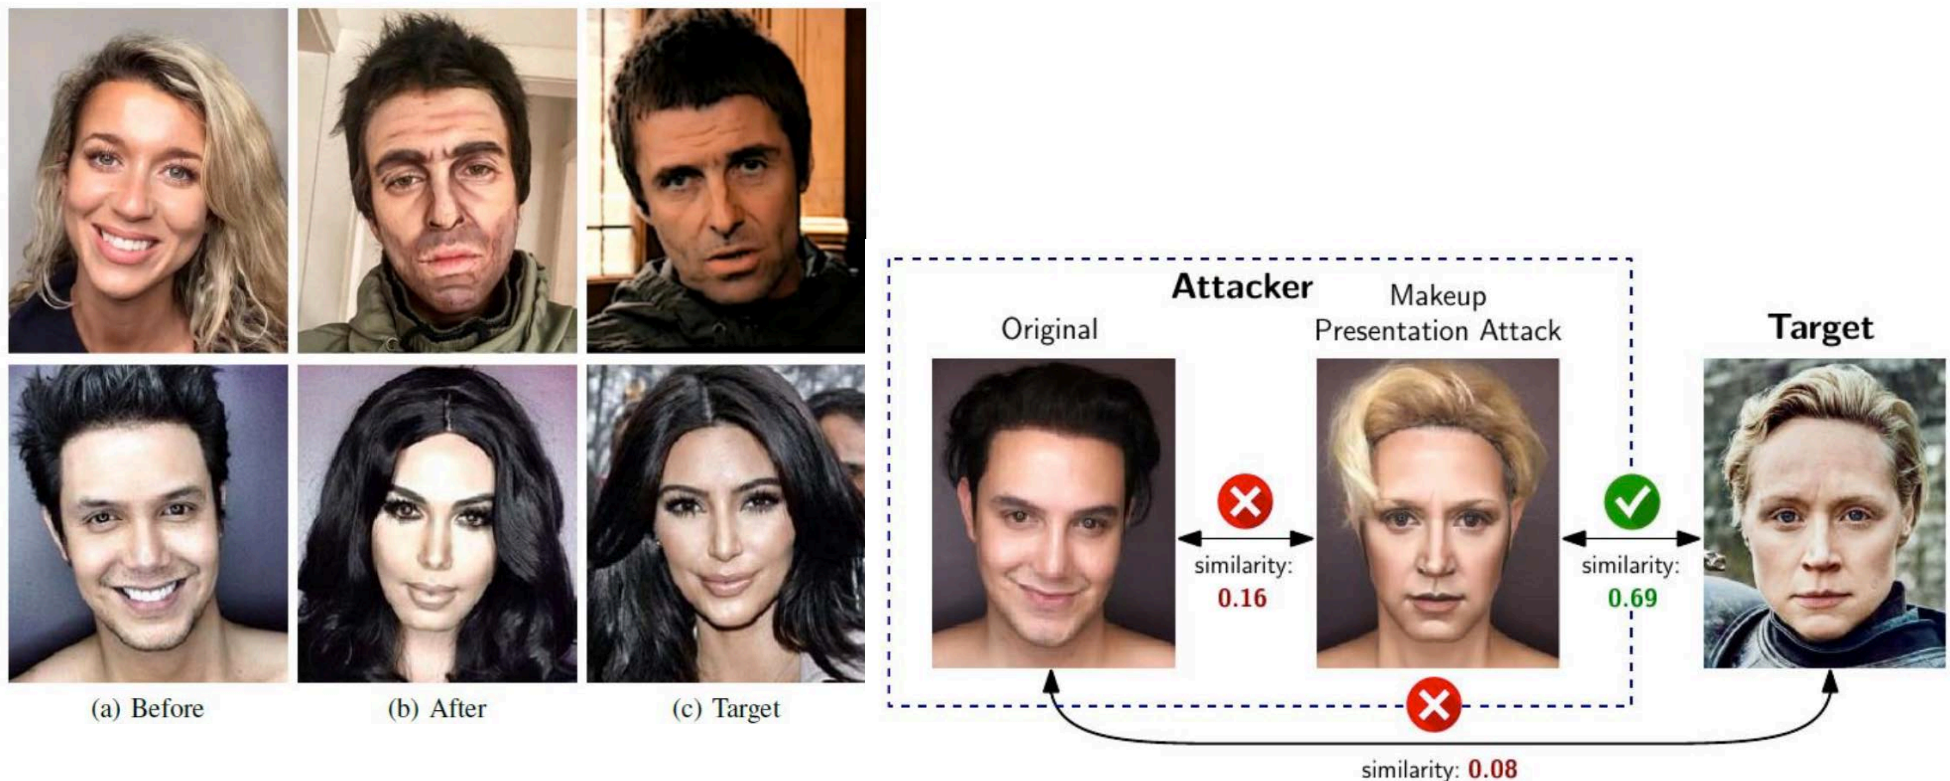 (a) Before
(b) After
(c) Target
Attacker
Original
Makeup
Presentation Attack
Target
similarity:
0.16
similarity:
0.69
similarity: 0.08